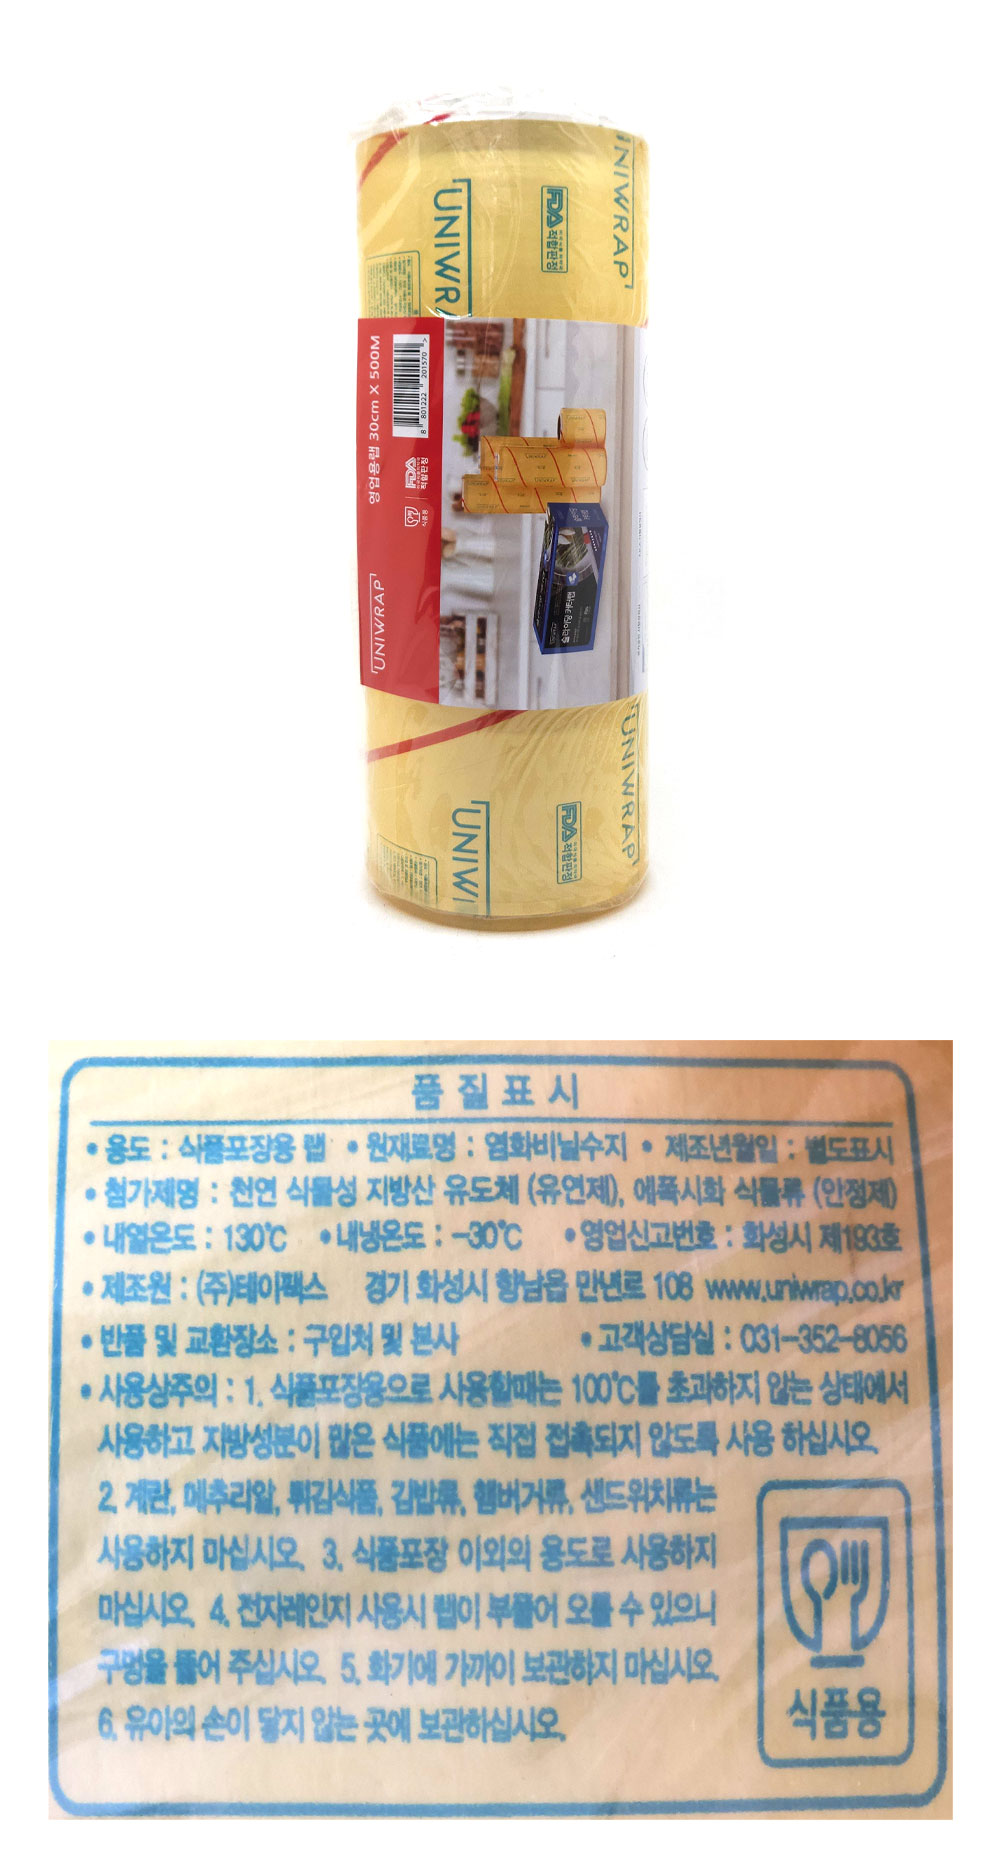 UNIWRAP
FDA 적합판정
UNIWRA
영업용랩 30cm X 500M
8 801222 201570 >
식품용
FDA 적합판정
UNIWRAP
슬라이딩 커터랩
UNIWRAP
FDA 적합판정
UNIWI
품질표시
• 용도 : 식품포장용 랩 • 원재료명 : 염화비닐수지 • 제조년월일 : 별도표시
• 첨가제명 : 천연 식물성 지방산 유도체 (유연제), 에폭시화 식물류 (안정제)
• 내열온도 : 130℃ • 내냉온도 : -30℃ • 영업신고번호 : 화성시 제193호
• 제조원 : (주)테이팩스 경기 화성시 향남읍 만년로 108 www.uniwrap.co.kr
• 반품 및 교환장소 : 구입처 및 본사 • 고객상담실 : 031-352-8056
• 사용상주의 : 1. 식품포장용으로 사용할때는 100℃를 초과하지 않는 상태에서
사용하고 지방성분이 많은 식품에는 직접 접촉되지 않도록 사용 하십시오.
2. 계란, 메추리알, 튀김식품, 김밥류, 햄버거류, 샌드위치류는
사용하지 마십시오. 3. 식품포장 이외의 용도로 사용하지
마십시오. 4. 전자레인지 사용시 랩이 부풀어 오를 수 있으니
구멍을 뚫어 주십시오. 5. 화기에 가까이 보관하지 마십시오.
6. 유아의 손이 닿지 않는 곳에 보관하십시오.
식품용